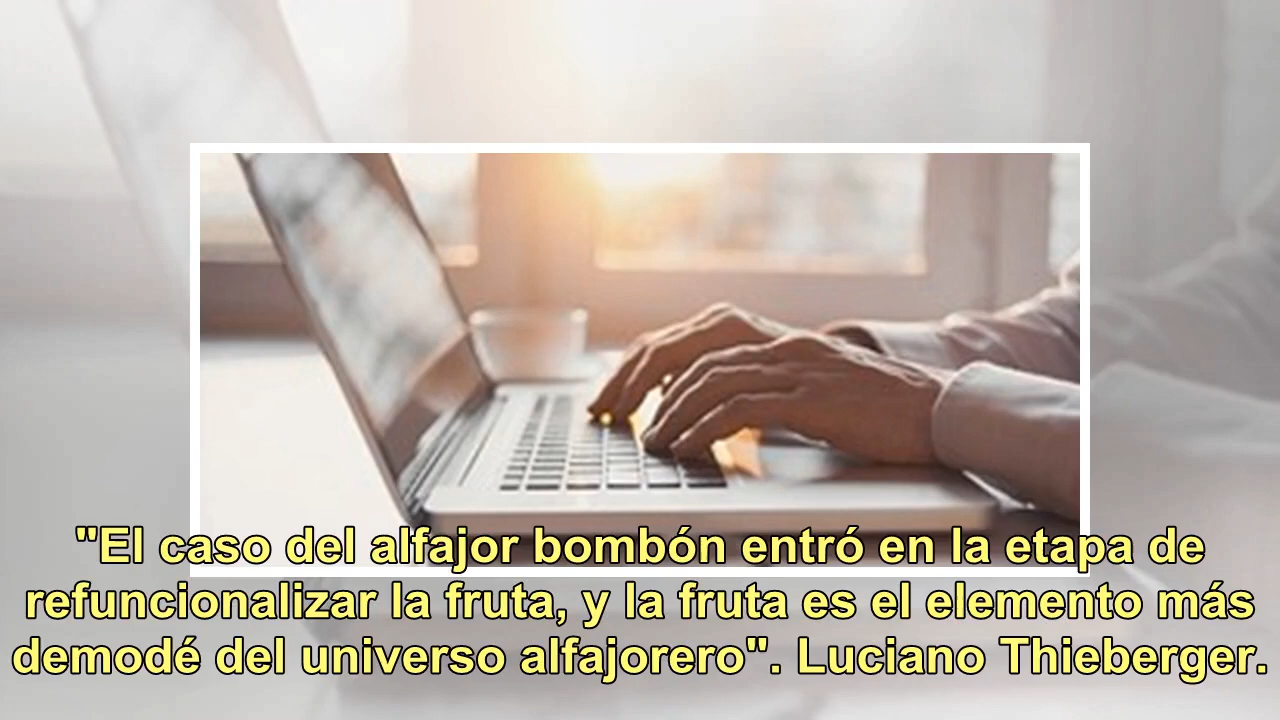 "El caso del alfajor bombón entró en la etapa de
refuncionalizar la fruta, y la fruta es el elemento más
demodé del universo alfajorero". Luciano Thieberger.